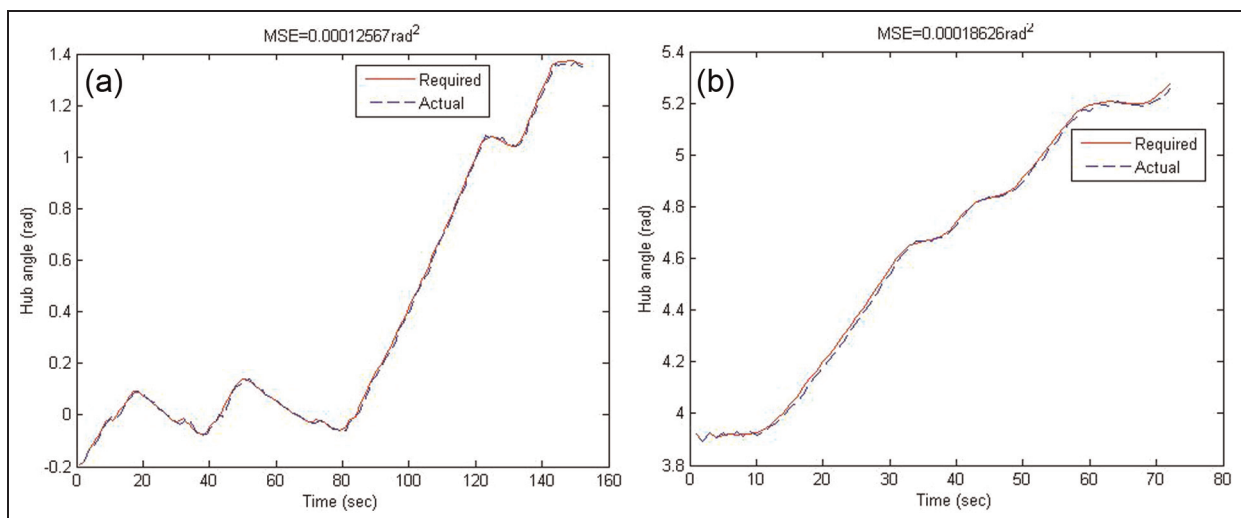 (a)
MSE=0.00012567rad²
Required
Actual
1.4
1.2
1
0.8
0.6
0.4
0.2
0
-0.2
Hub angle (rad)
0 20 40 60 80 100 120 140 160
Time (sec)
(b)
MSE=0.00018626rad²
Required
Actual
5.4
5.2
5
4.8
4.6
4.4
4.2
4
3.8
Hub angle (rad)
0 10 20 30 40 50 60 70 80
Time (sec)